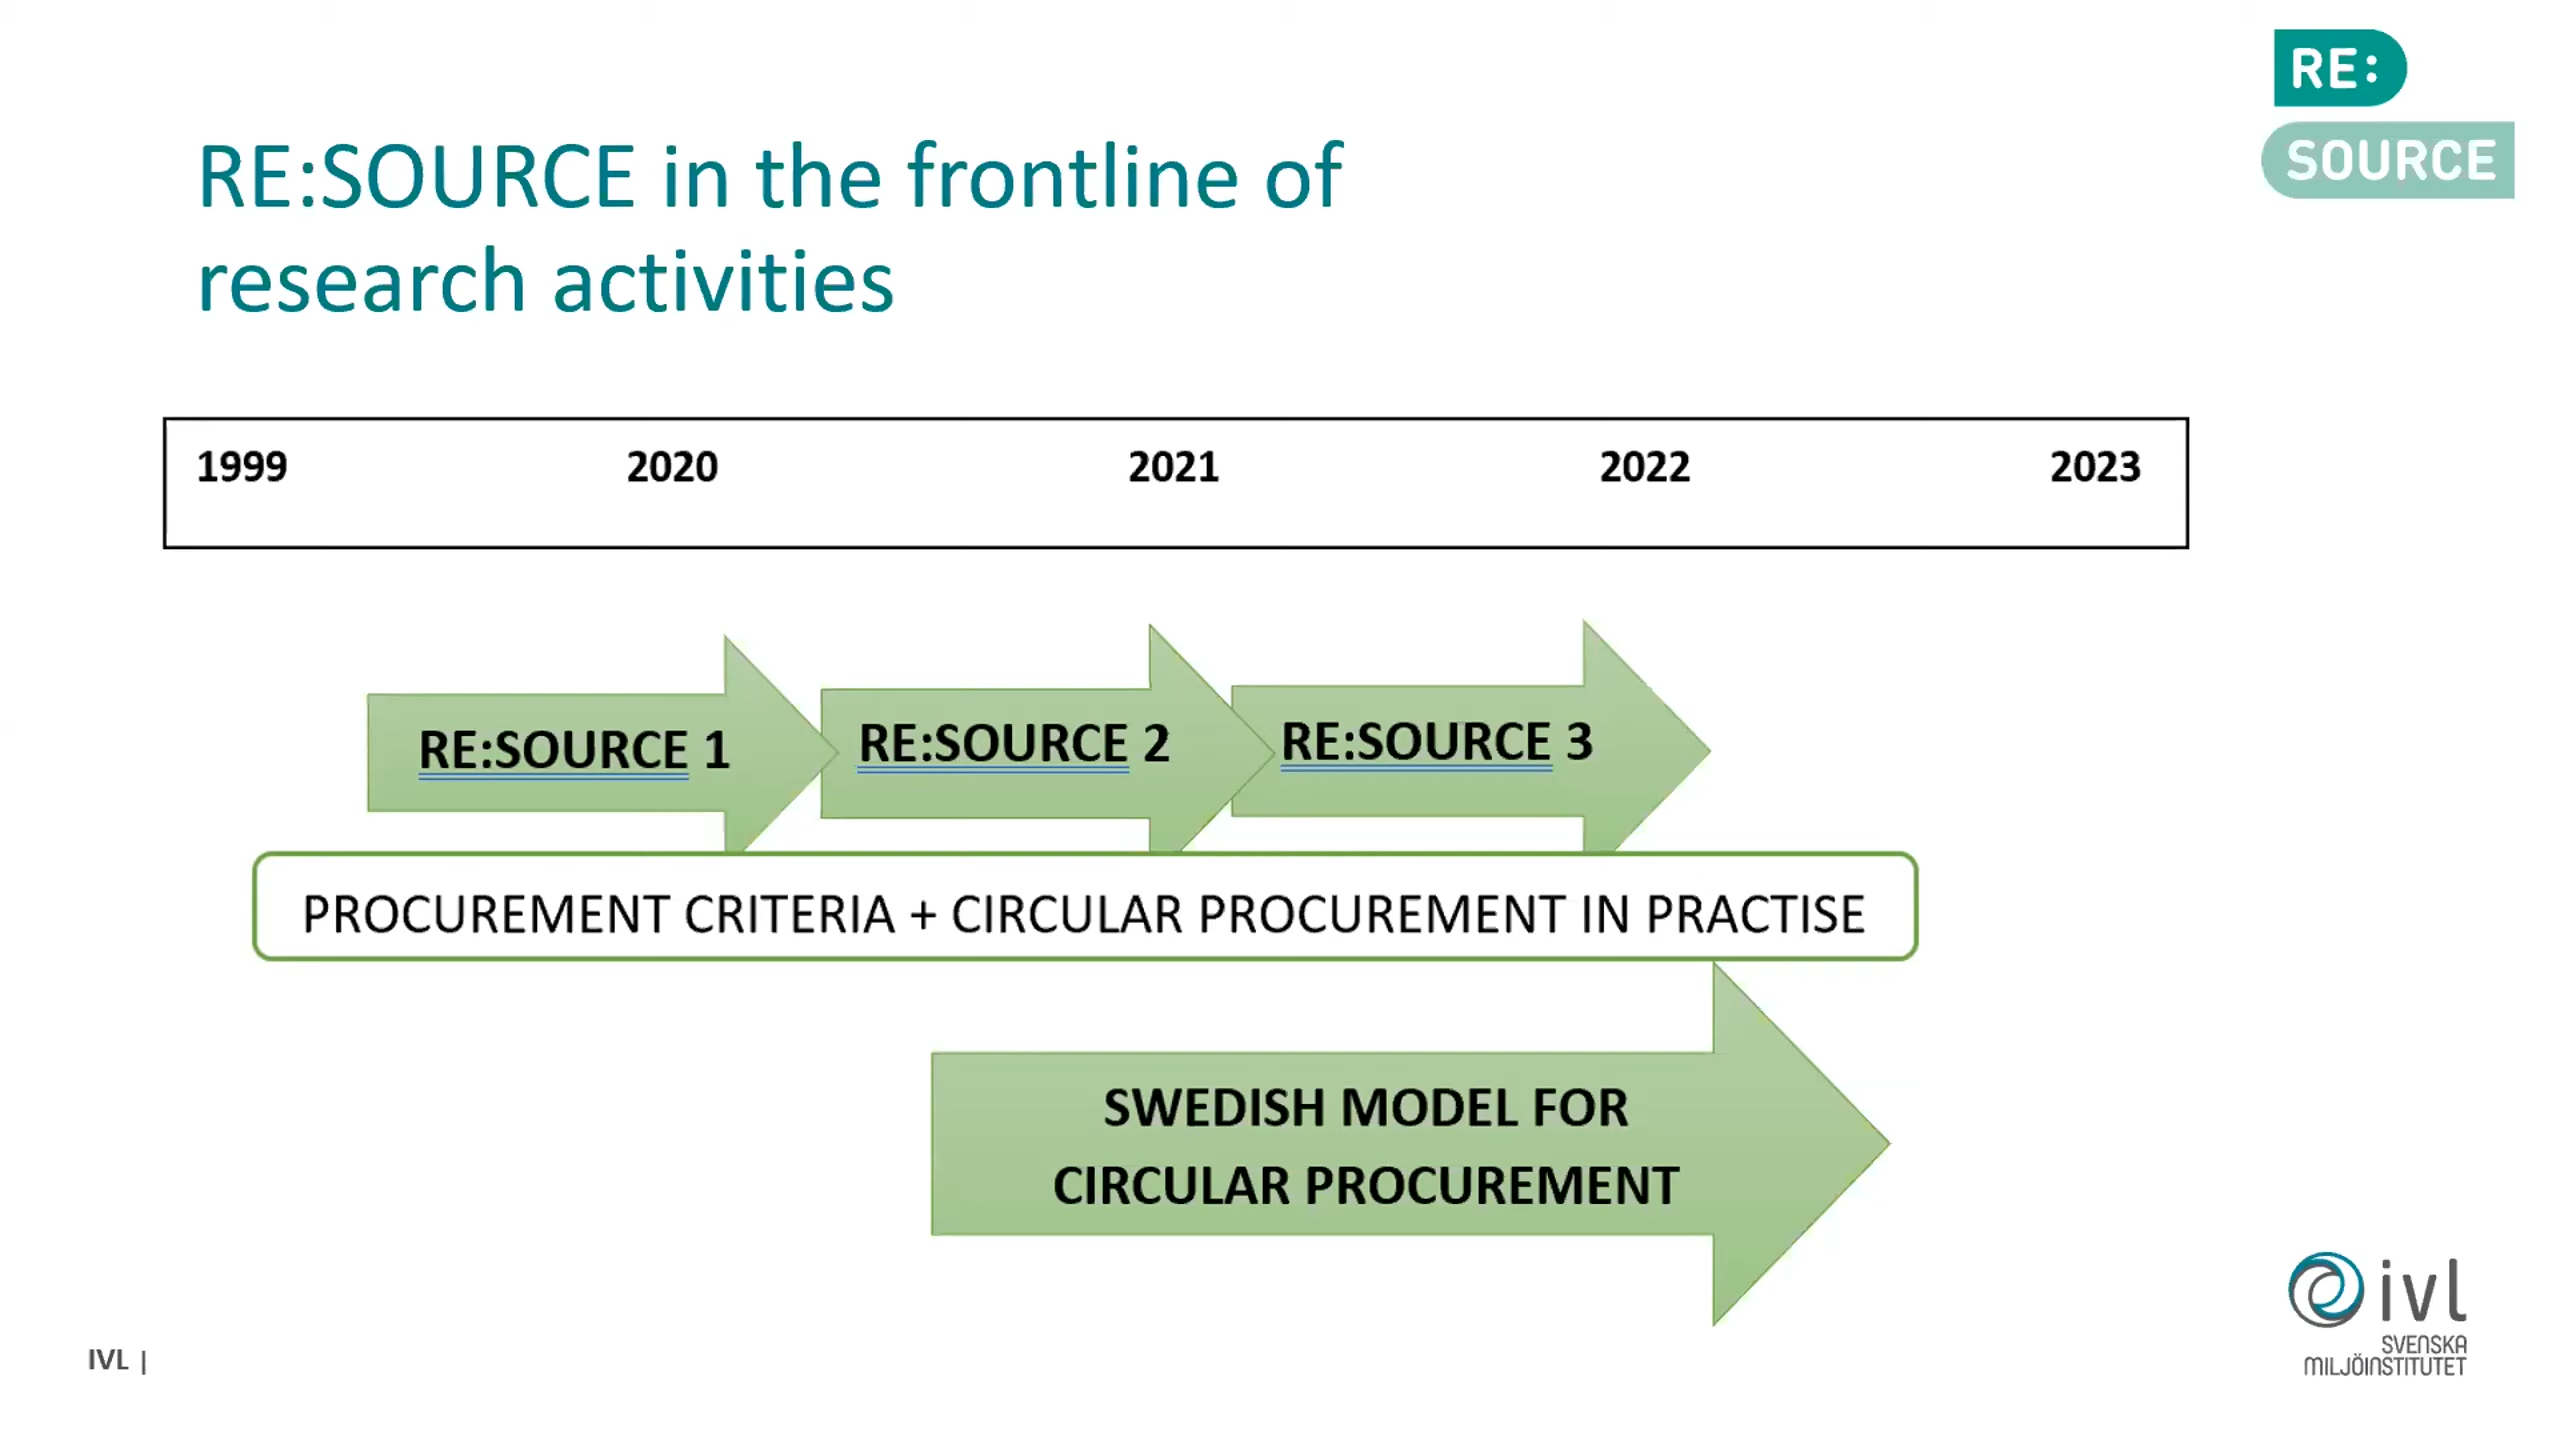 RE:
SOURCE
RE:SOURCE in the frontline of
research activities
1999 2020 2021 2022 2023
RE:SOURCE 1 RE:SOURCE 2 RE:SOURCE 3
PROCUREMENT CRITERIA + CIRCULAR PROCUREMENT IN PRACTISE
SWEDISH MODEL FOR
CIRCULAR PROCUREMENT
IVL |
ivl
SVENSKA
MILJÖINSTITUTET